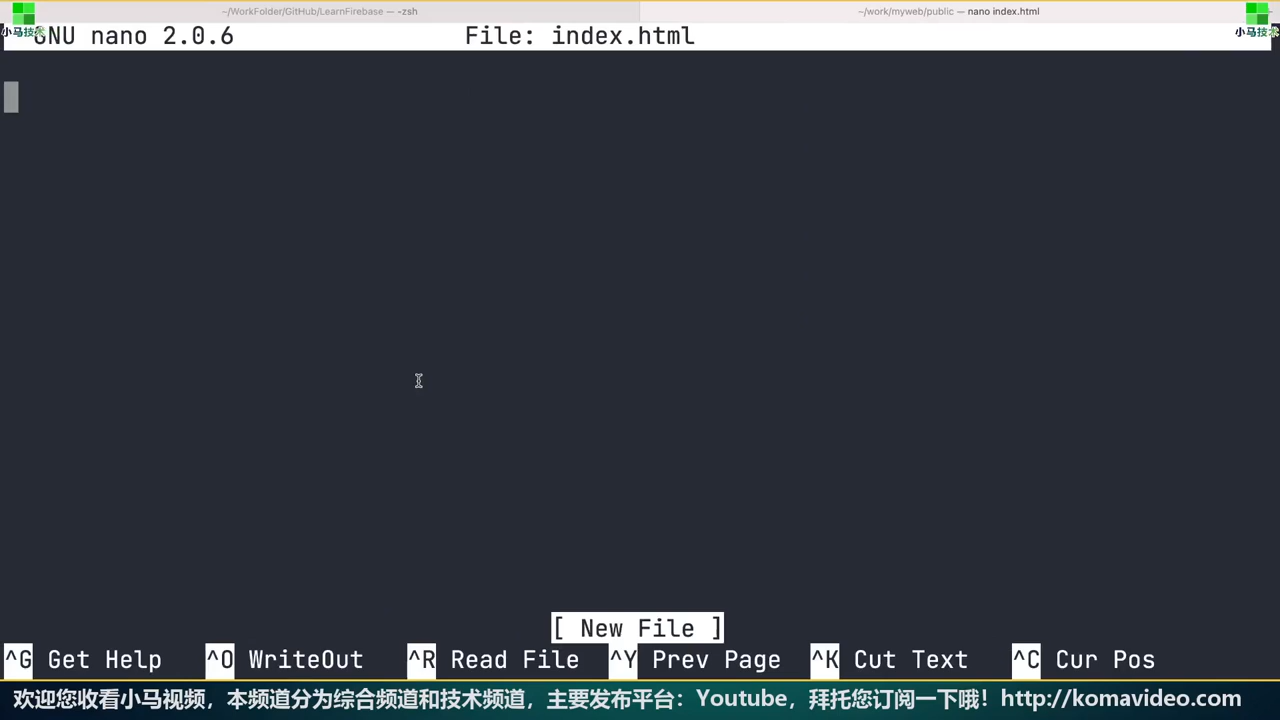 ~/WorkFolder/GitHub/LearnFirebase — -zsh
~/work/myweb/public — nano index.html
小马技术
小马技术
GNU nano 2.0.6 File: index.html
[ New File ]
^G Get Help ^O WriteOut ^R Read File ^Y Prev Page ^K Cut Text ^C Cur Pos
欢迎您收看小马视频，本频道分为综合频道和技术频道，主要发布平台：Youtube，拜托您订阅一下哦！http://komavideo.com